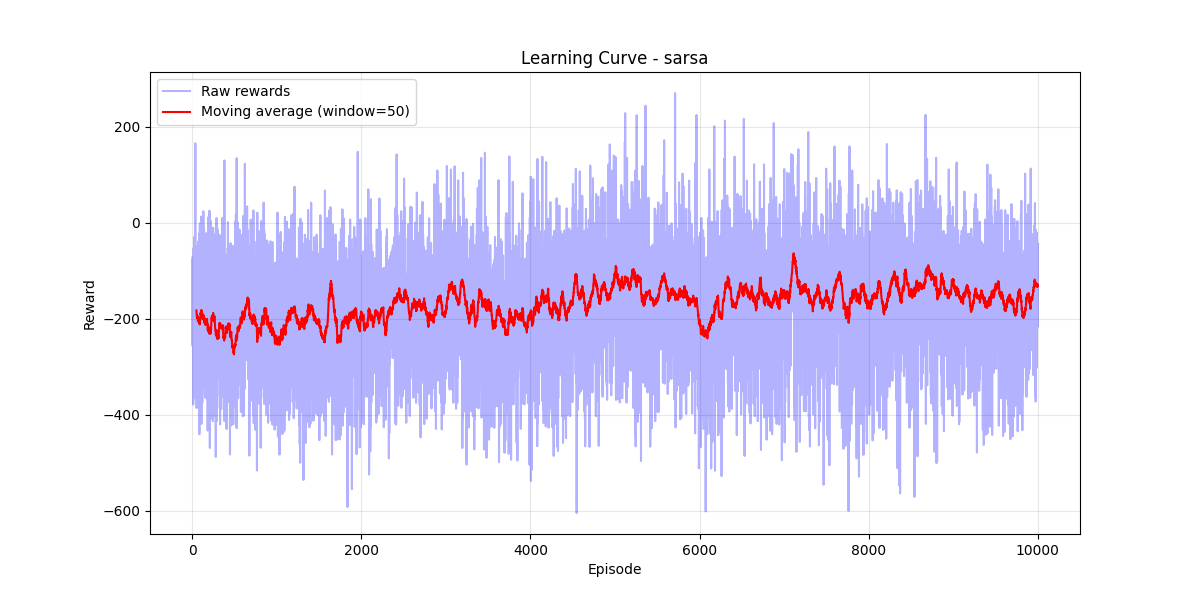 Learning Curve - sarsa
Raw rewards
Moving average (window=50)
Reward
200
0
−200
−400
−600
0
2000
4000
6000
8000
10000
Episode